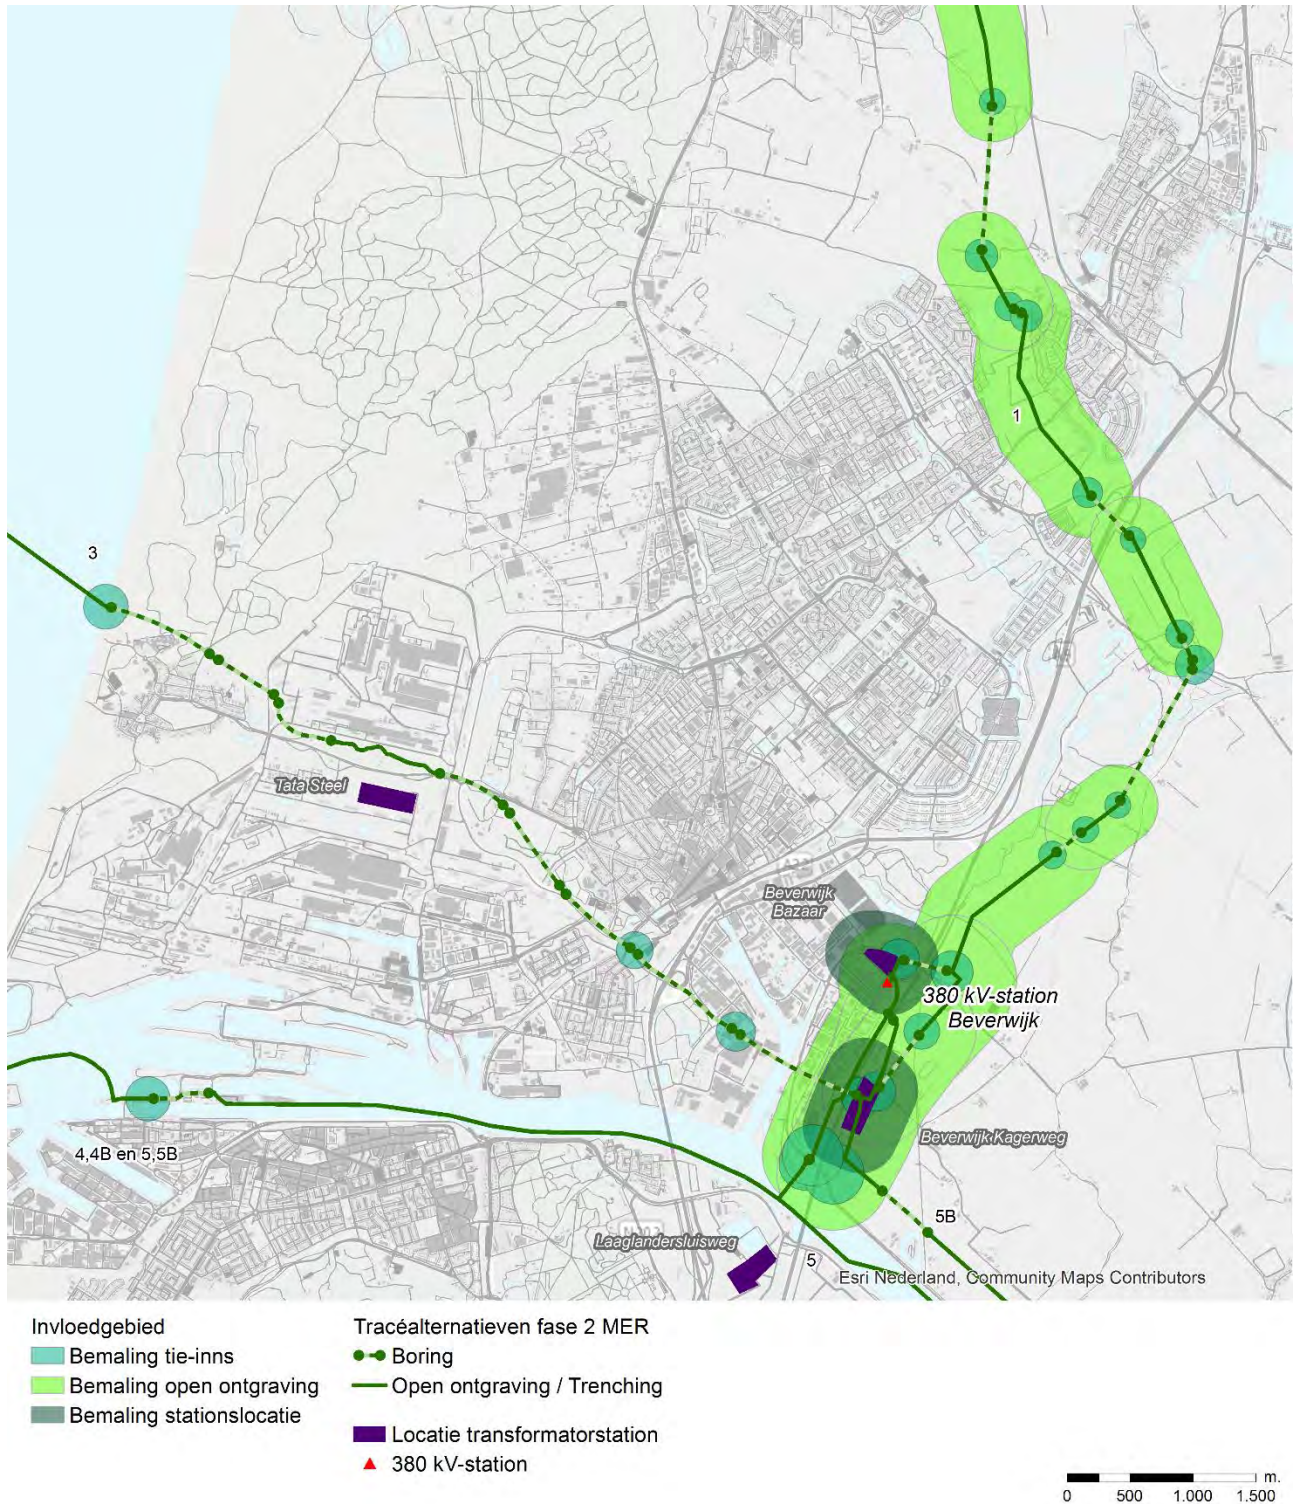 1
3
Tata Steel
Beverwijk
Bazaar
380 kV-station
Beverwijk
Beverwijk-Kagerweg
4,4B en 5,5B
5B
Laaglandersluisweg
5
Esri Nederland, Community Maps Contributors
Invloedgebied
Bemaling tie-inns
Bemaling open ontgraving
Bemaling stationslocatie
Tracéalternatieven fase 2 MER
Boring
Open ontgraving / Trenching
Locatie transformatorstation
380 kV-station
m.
0 500 1.000 1.500